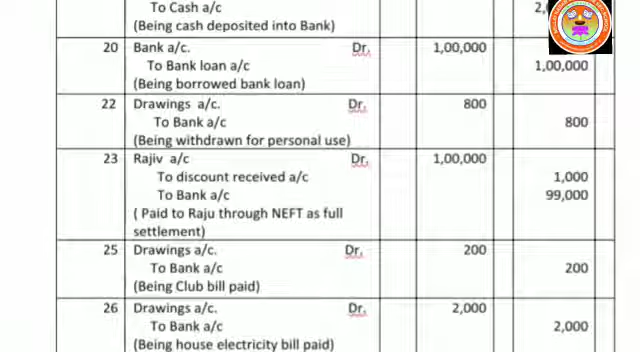 To Cash a/c
(Being cash deposited into Bank)
20 Bank a/c. Dr. 1,00,000
To Bank loan a/c 1,00,000
(Being borrowed bank loan)
22 Drawings a/c. Dr. 800
To Bank a/c 800
(Being withdrawn for personal use)
23 Rajiv a/c Dr. 1,00,000
To discount received a/c 1,000
To Bank a/c 99,000
( Paid to Raju through NEFT as full
settlement)
25 Drawings a/c. Dr. 200
To Bank a/c 200
(Being Club bill paid)
26 Drawings a/c. Dr. 2,000
To Bank a/c 2,000
(Being house electricity bill paid)